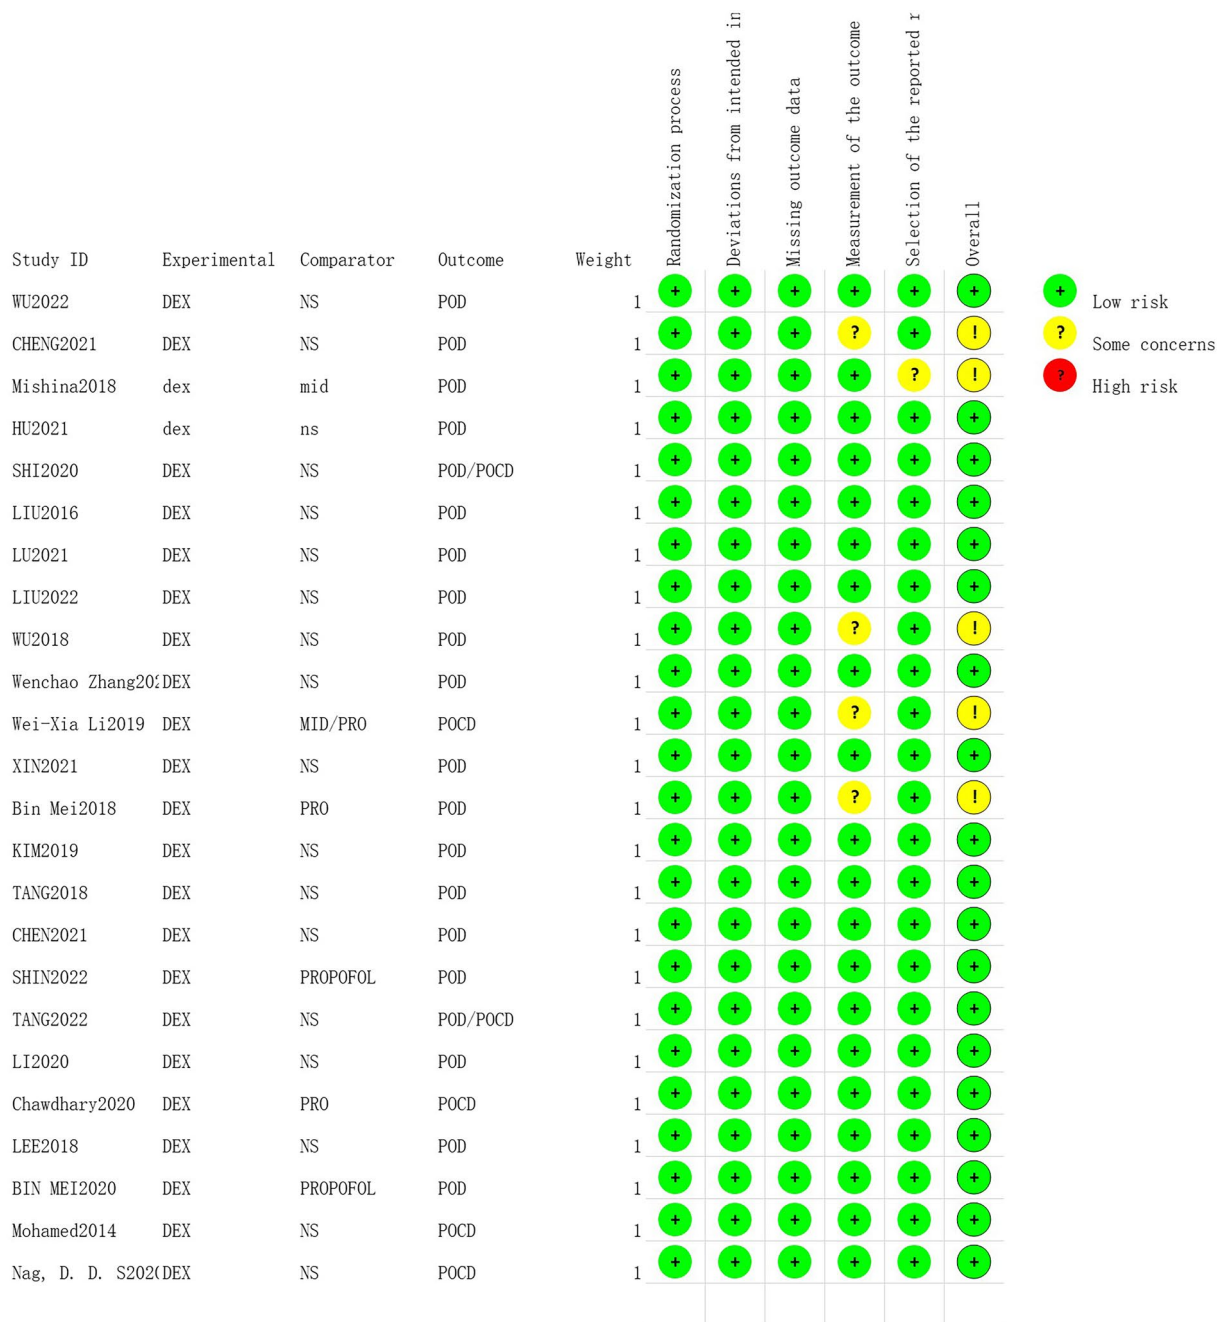 Randomization process
Deviations from intended in
Missing outcome data
Measurement of the outcome
Selection of the reported r
Overall
Study ID Experimental Comparator Outcome Weight
WU2022 DEX NS POD 1 + + + + + +
CHENG2021 DEX NS POD 1 + + + ? + !
Mishina2018 dex mid POD 1 + + + + ? !
HU2021 dex ns POD 1 + + + + + +
SHI2020 DEX NS POD/POCD 1 + + + + + +
LIU2016 DEX NS POD 1 + + + + + +
LU2021 DEX NS POD 1 + + + + + +
LIU2022 DEX NS POD 1 + + + + + +
WU2018 DEX NS POD 1 + + + ? + !
Wenchao Zhang202 DEX NS POD 1 + + + + + +
Wei-Xia Li2019 DEX MID/PRO POCD 1 + + + ? + !
XIN2021 DEX NS POD 1 + + + + + +
Bin Mei2018 DEX PRO POD 1 + + + ? + !
KIM2019 DEX NS POD 1 + + + + + +
TANG2018 DEX NS POD 1 + + + + + +
CHEN2021 DEX NS POD 1 + + + + + +
SHIN2022 DEX PROPOFOL POD 1 + + + + + +
TANG2022 DEX NS POD/POCD 1 + + + + + +
LI2020 DEX NS POD 1 + + + + + +
Chawdhary2020 DEX PRO POCD 1 + + + + + +
LEE2018 DEX NS POD 1 + + + + + +
BIN MEI2020 DEX PROPOFOL POD 1 + + + + + +
Mohamed2014 DEX NS POCD 1 + + + + + +
Nag, D. D. S202 DEX NS POCD 1 + + + + + +
+ Low risk
? Some concerns
? High risk